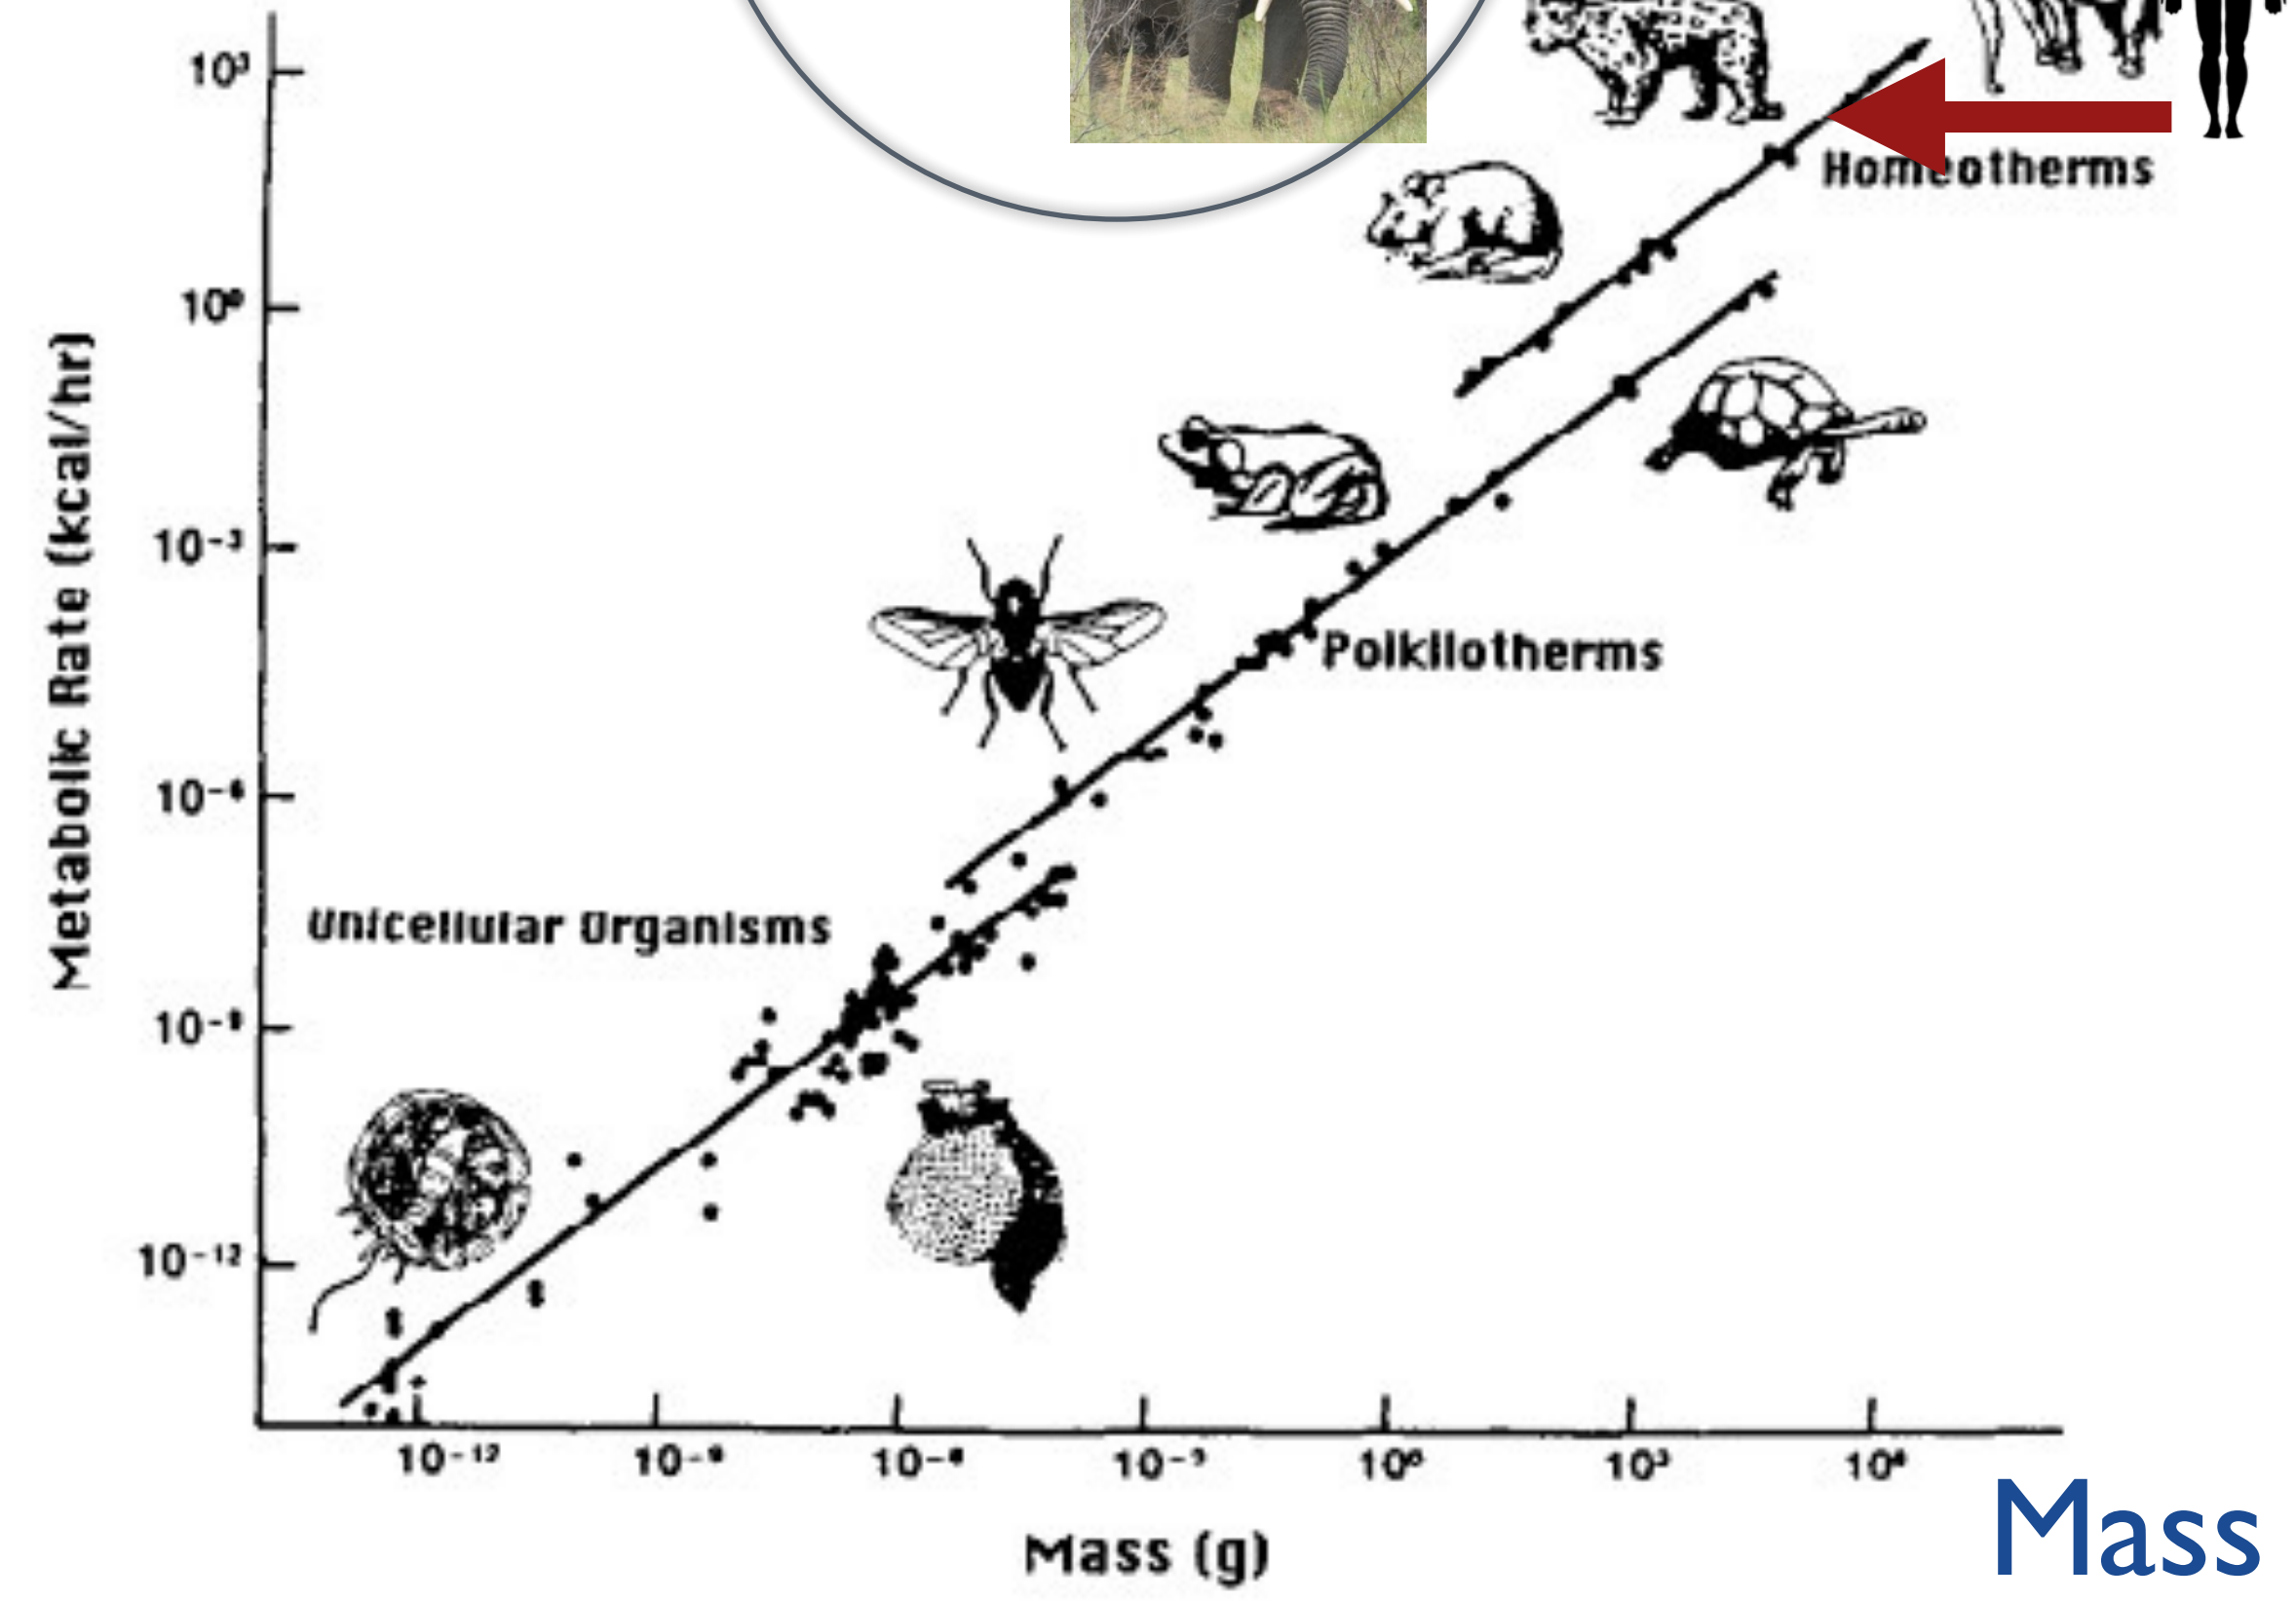 Metabolic Rate (kcal/hr)
10³
10⁰
10⁻³
10⁻⁶
10⁻⁹
10⁻¹²
Homeotherms
Poikilotherms
Unicellular Organisms
10⁻¹² 10⁻⁹ 10⁻⁶ 10⁻³ 10⁰ 10³ 10⁶
Mass (g)
Mass